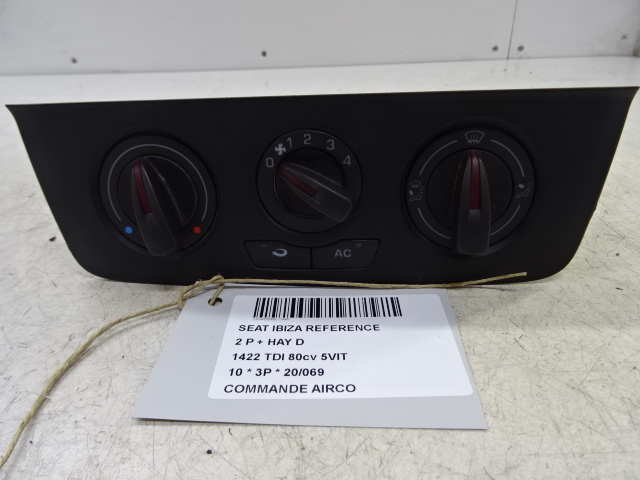 0 1 2 3 4
AC
SEAT IBIZA REFERENCE
2 P + HAY D
1422 TDI 80cv 5VIT
10 * 3P * 20/069
COMMANDE AIRCO